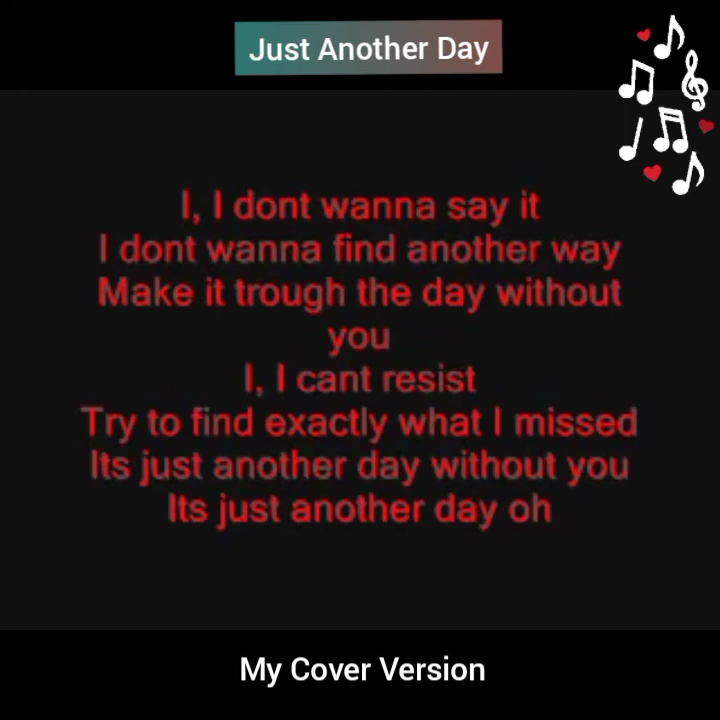 Just Another Day
I, I dont wanna say it
I dont wanna find another way
Make it trough the day without
you
I, I cant resist
Try to find exactly what I missed
Its just another day without you
Its just another day oh
My Cover Version